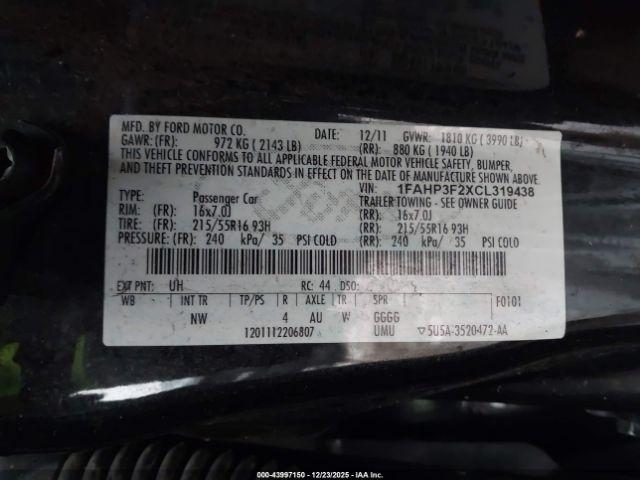 MFD. BY FORD MOTOR CO. DATE: 12/11 GVWR: 1810 KG ( 3990 LB)
GAWR: (FR): 972 KG ( 2143 LB) (RR): 880 KG ( 1940 LB)
THIS VEHICLE CONFORMS TO ALL APPLICABLE FEDERAL MOTOR VEHICLE SAFETY, BUMPER,
AND THEFT PREVENTION STANDARDS IN EFFECT ON THE DATE OF MANUFACTURE SHOWN ABOVE.
VIN: 1FAHP3F2XCL319438
TYPE: Passenger Car TRAILER TOWING - SEE OWNER GUIDE
RIM: (FR) 16x7.0J (RR): 16x7.0J
TIRE: (FR) 215/55R16 93H (RR): 215/55R16 93H
PRESSURE: (FR): 240 kPa/ 35 PSI COLD (RR): 240 kPa/ 35 PSI COLD
EXT PNT: UH RC: 44 DSO:
WB INT TR TP/PS R AXLE TR SPR F0101
NW 4 AU W GGGG
1201112206807 UMU ▽5U5A-3520472-AA
000-43997150 - 12/23/2025 - IAA Inc.